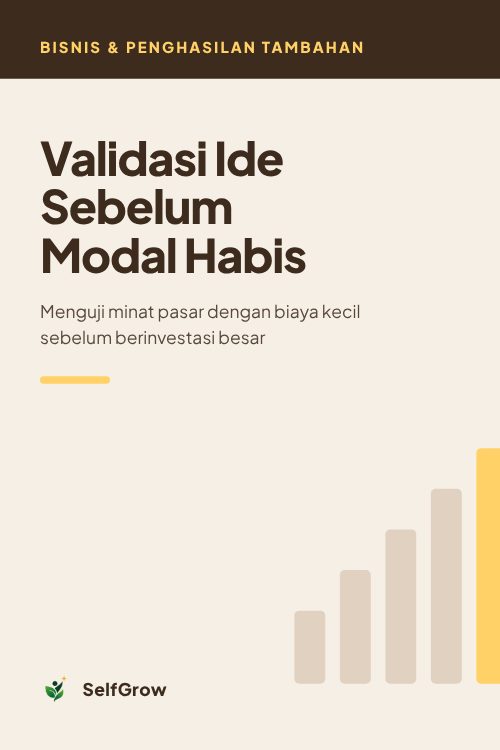 BISNIS & PENGHASILAN TAMBAHAN
Validasi Ide
Sebelum
Modal Habis
Menguji minat pasar dengan biaya kecil
sebelum berinvestasi besar
SelfGrow